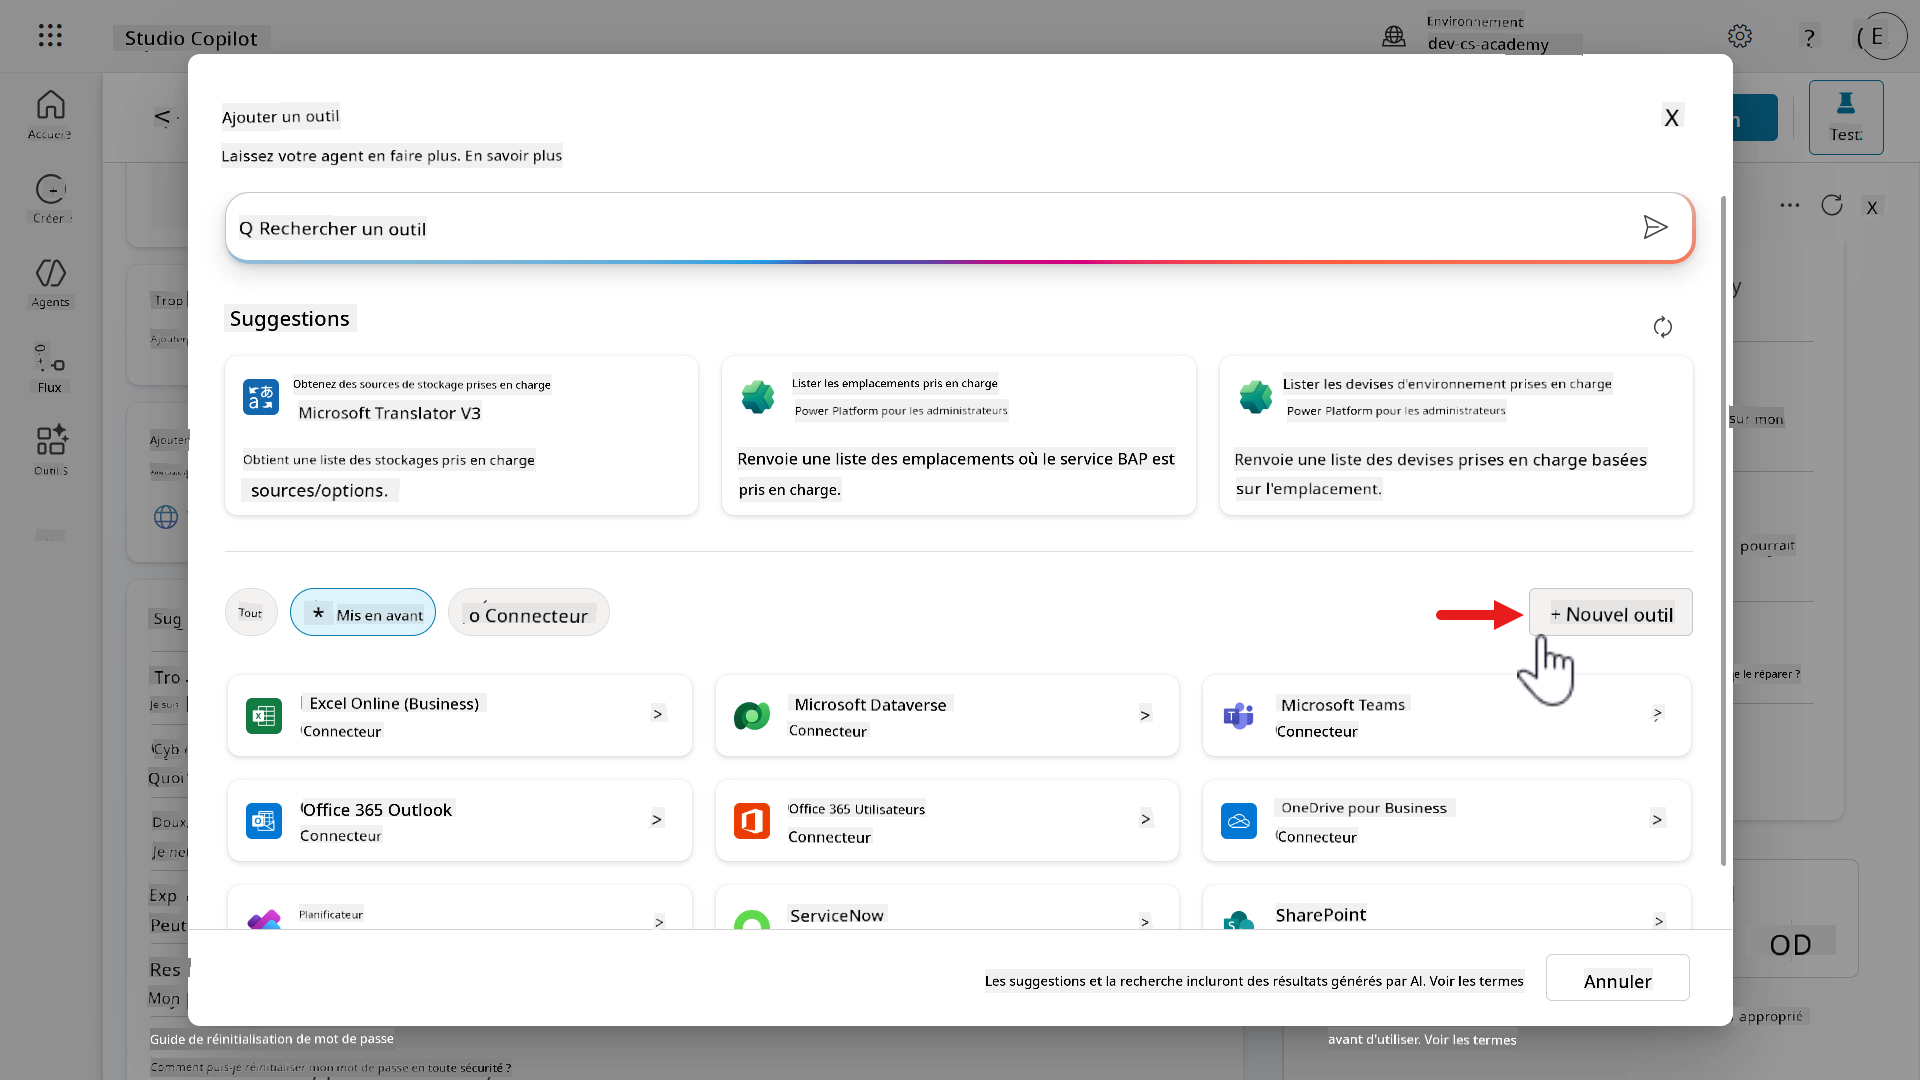 Studio Copilot
Environnement
dev-cs-academy
?
E
Accueil
Créer
Agents
Flux
Outils
<
Test
Ajouter un outil
X
Laissez votre agent en faire plus. En savoir plus
Q Rechercher un outil
X
Suggestions
Obtenez des sources de stockage prises en charge
Microsoft Translator V3
Obtient une liste des stockages pris en charge
sources/options.
Lister les emplacements pris en charge
Power Platform pour les administrateurs
Renvoie une liste des emplacements où le service BAP est
pris en charge.
Lister les devises d'environnement prises en charge
Power Platform pour les administrateurs
Renvoie une liste des devises prises en charge basées
sur l'emplacement.
Trop
Ajouter
sur mon
pourrait
Tout
* Mis en avant
o Connecteur
+ Nouvel outil
Sug
Tro
Je suis
e le réparer ?
Excel Online (Business)
Connecteur
>
Microsoft Dataverse
Connecteur
>
Microsoft Teams
Connecteur
>
Office 365 Outlook
Connecteur
>
Office 365 Utilisateurs
Connecteur
>
OneDrive pour Business
Connecteur
>
Cyb
Quoi
Doux,
Je ne
Exp
Peut
Planificateur
>
ServiceNow
>
SharePoint
>
OD
Res
Mon
Les suggestions et la recherche incluront des résultats générés par AI. Voir les termes
Annuler
approprié
Guide de réinitialisation de mot de passe
avant d'utiliser. Voir les termes
Comment puis-je réinitialiser mon mot de passe en toute sécurité ?